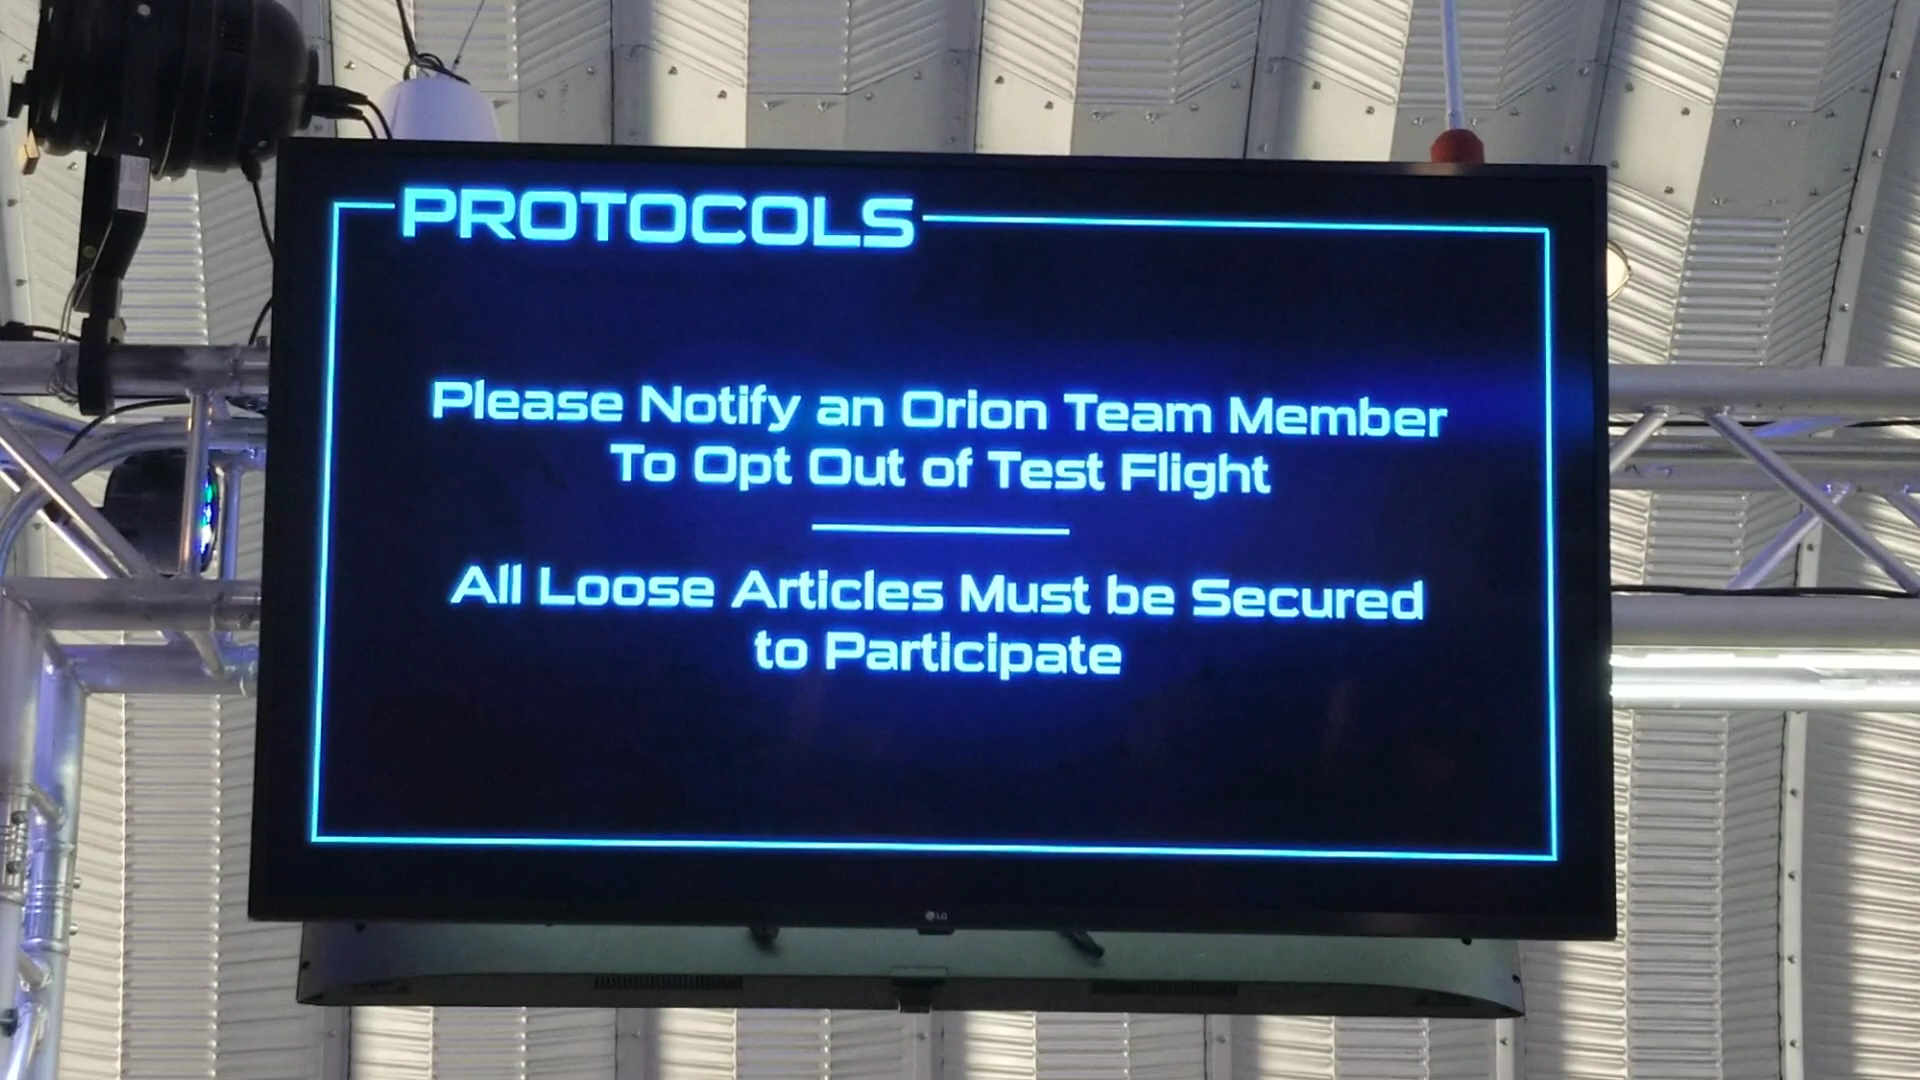 PROTOCOLS
Please Notify an Orion Team Member
To Opt Out of Test Flight
All Loose Articles Must be Secured
to Participate
LG